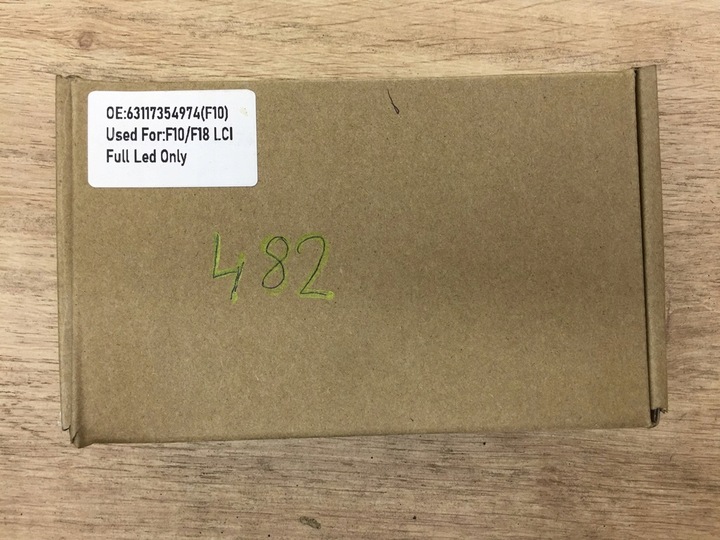 OE:63117354974(F10)
Used For:F10/F18 LCI
Full Led Only
482